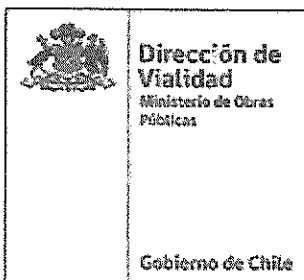 Dirección de
Vialidad
Ministerio de Obras
Públicas
Gobierno de Chile